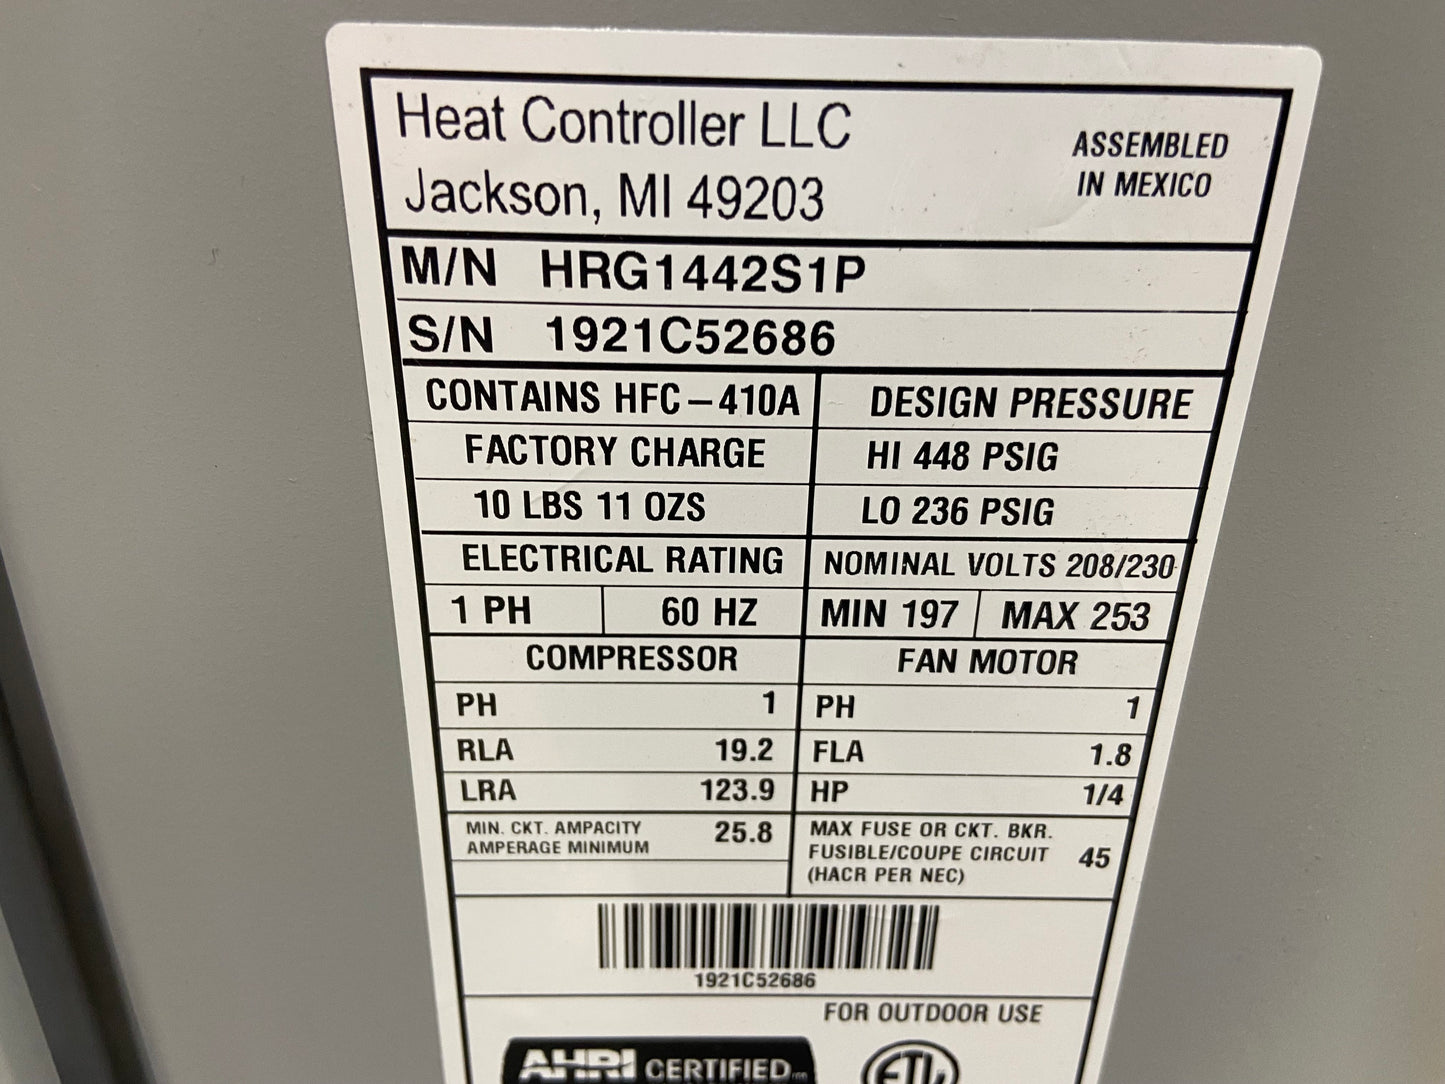 Heat Controller LLC
Jackson, MI 49203
ASSEMBLED
IN MEXICO
M/N HRG1442S1P
S/N 1921C52686
CONTAINS HFC-410A
DESIGN PRESSURE
FACTORY CHARGE
HI 448 PSIG
10 LBS 11 OZS
LO 236 PSIG
ELECTRICAL RATING
NOMINAL VOLTS 208/230
1 PH
60 HZ
MIN 197
MAX 253
COMPRESSOR
FAN MOTOR
PH 1
PH 1
RLA 19.2
FLA 1.8
LRA 123.9
HP 1/4
MIN. CKT. AMPACITY
AMPERAGE MINIMUM
25.8
MAX FUSE OR CKT. BKR.
FUSIBLE/COUPE CIRCUIT
(HACR PER NEC)
45
1921C52686
FOR OUTDOOR USE
AHRI CERTIFIED
ETL